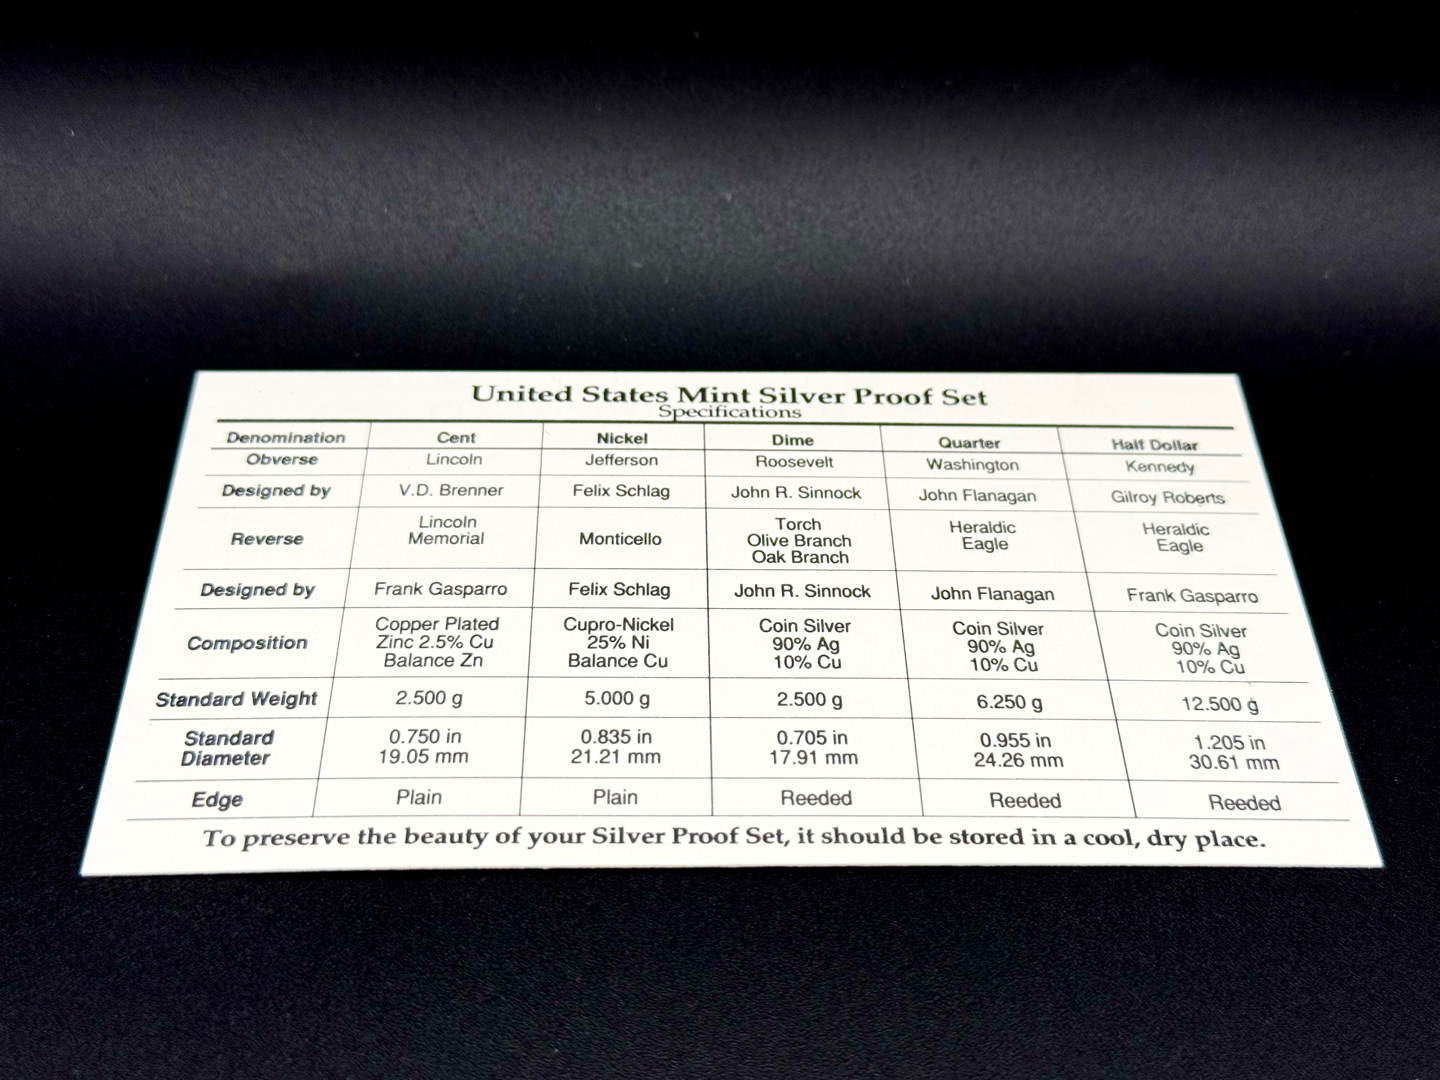 United States Mint Silver Proof Set
Specifications
Denomination Cent Nickel Dime Quarter Half Dollar
Obverse Lincoln Jefferson Roosevelt Washington Kennedy
Designed by V.D. Brenner Felix Schlag John R. Sinnock John Flanagan Gilroy Roberts
Reverse
Lincoln
Memorial
Monticello
Torch
Olive Branch
Oak Branch
Heraldic
Eagle
Heraldic
Eagle
Designed by Frank Gasparro Felix Schlag John R. Sinnock John Flanagan Frank Gasparro
Composition
Copper Plated
Zinc 2.5% Cu
Balance Zn
Cupro-Nickel
25% Ni
Balance Cu
Coin Silver
90% Ag
10% Cu
Coin Silver
90% Ag
10% Cu
Coin Silver
90% Ag
10% Cu
Standard Weight 2.500 g 5.000 g 2.500 g 6.250 g 12.500 g
Standard
Diameter
0.750 in
19.05 mm
0.835 in
21.21 mm
0.705 in
17.91 mm
0.955 in
24.26 mm
1.205 in
30.61 mm
Edge Plain Plain Reeded Reeded Reeded
To preserve the beauty of your Silver Proof Set, it should be stored in a cool, dry place.